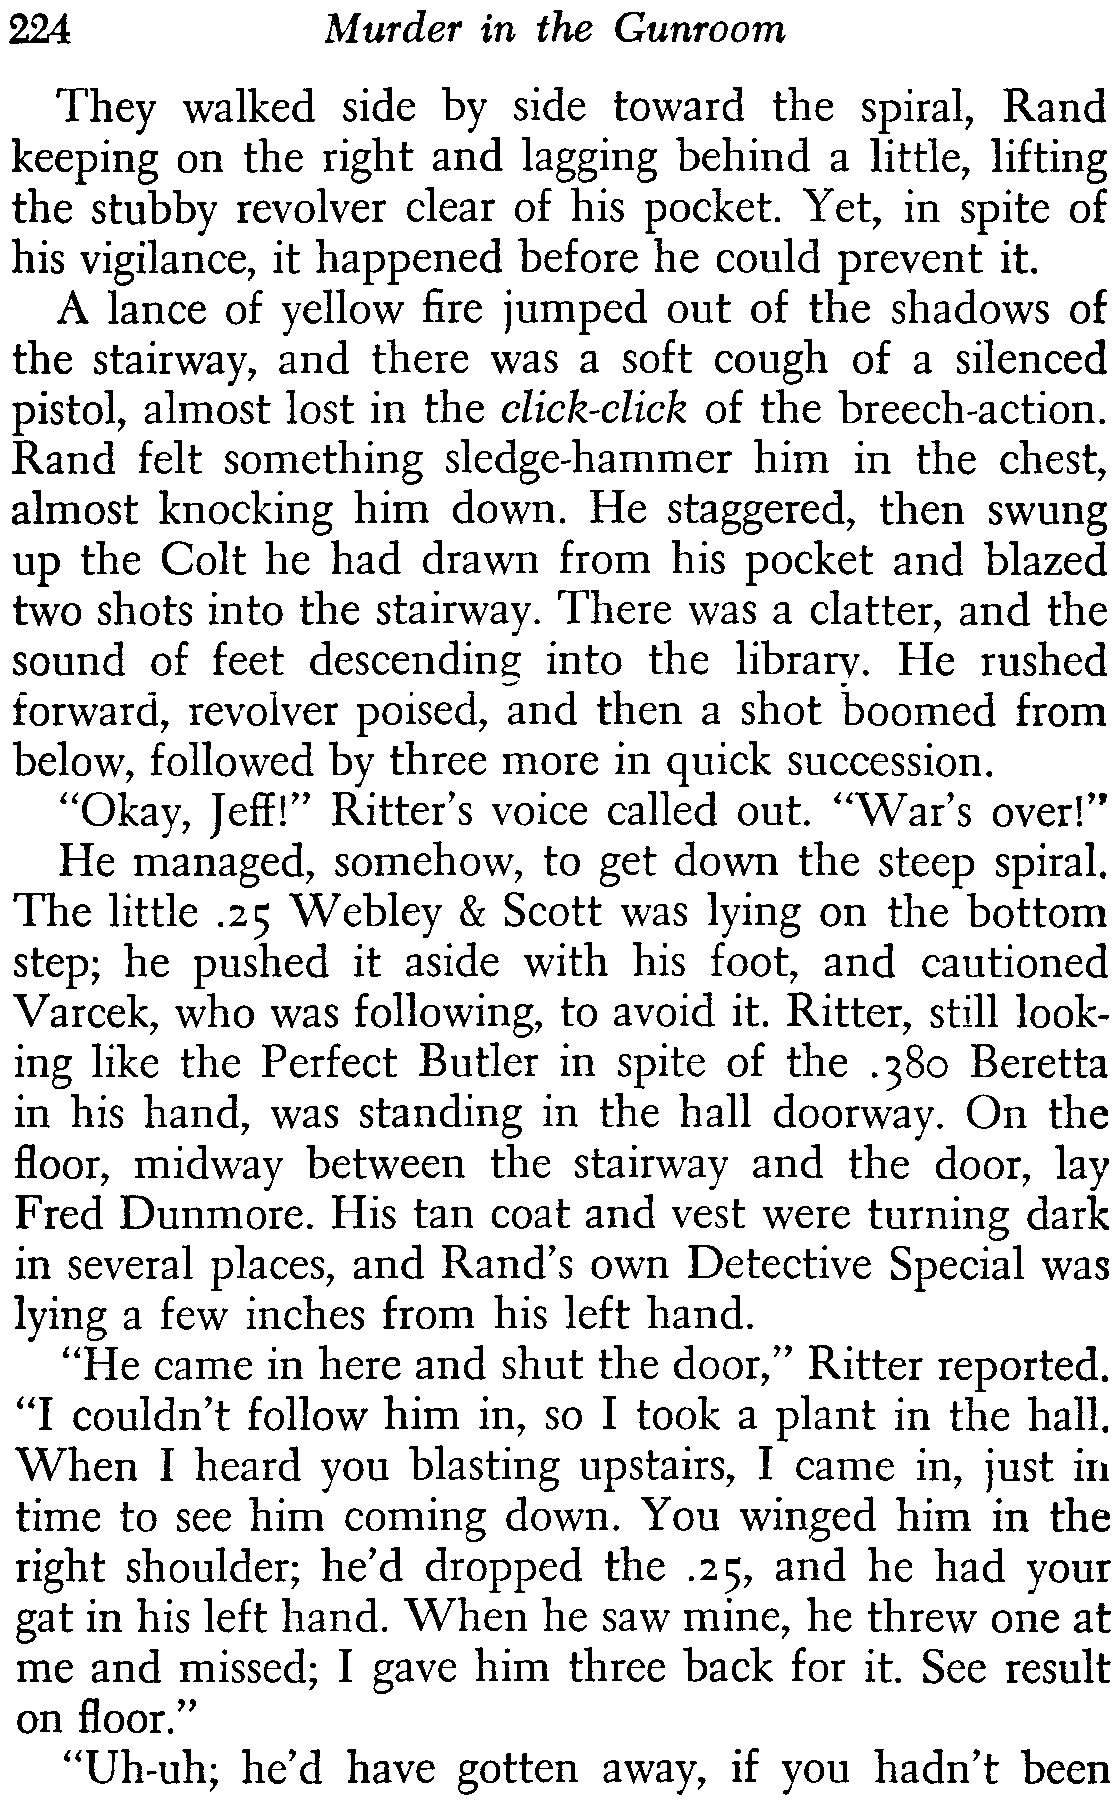 224 Murder in the Gunroom
They walked side by side toward the spiral, Rand
keeping on the right and lagging behind a little, lifting
the stubby revolver clear of his pocket. Yet, in spite of
his vigilance, it happened before he could prevent it.
A lance of yellow fire jumped out of the shadows of
the stairway, and there was a soft cough of a silenced
pistol, almost lost in the click-click of the breech-action.
Rand felt something sledge-hammer him in the chest,
almost knocking him down. He staggered, then swung
up the Colt he had drawn from his pocket and blazed
two shots into the stairway. There was a clatter, and the
sound of feet descending into the library. He rushed
forward, revolver poised, and then a shot boomed from
below, followed by three more in quick succession.
“Okay, Jeff!” Ritter’s voice called out. “War’s over!”
He managed, somehow, to get down the steep spiral.
The little .25 Webley & Scott was lying on the bottom
step; he pushed it aside with his foot, and cautioned
Varcek, who was following, to avoid it. Ritter, still look-
ing like the Perfect Butler in spite of the .380 Beretta
in his hand, was standing in the hall doorway. On the
floor, midway between the stairway and the door, lay
Fred Dunmore. His tan coat and vest were turning dark
in several places, and Rand’s own Detective Special was
lying a few inches from his left hand.
“He came in here and shut the door,” Ritter reported.
“I couldn’t follow him in, so I took a plant in the hall.
When I heard you blasting upstairs, I came in, just in
time to see him coming down. You winged him in the
right shoulder; he’d dropped the .25, and he had your
gat in his left hand. When he saw mine, he threw one at
me and missed; I gave him three back for it. See result
on floor.”
“Uh-uh; he’d have gotten away, if you hadn’t been